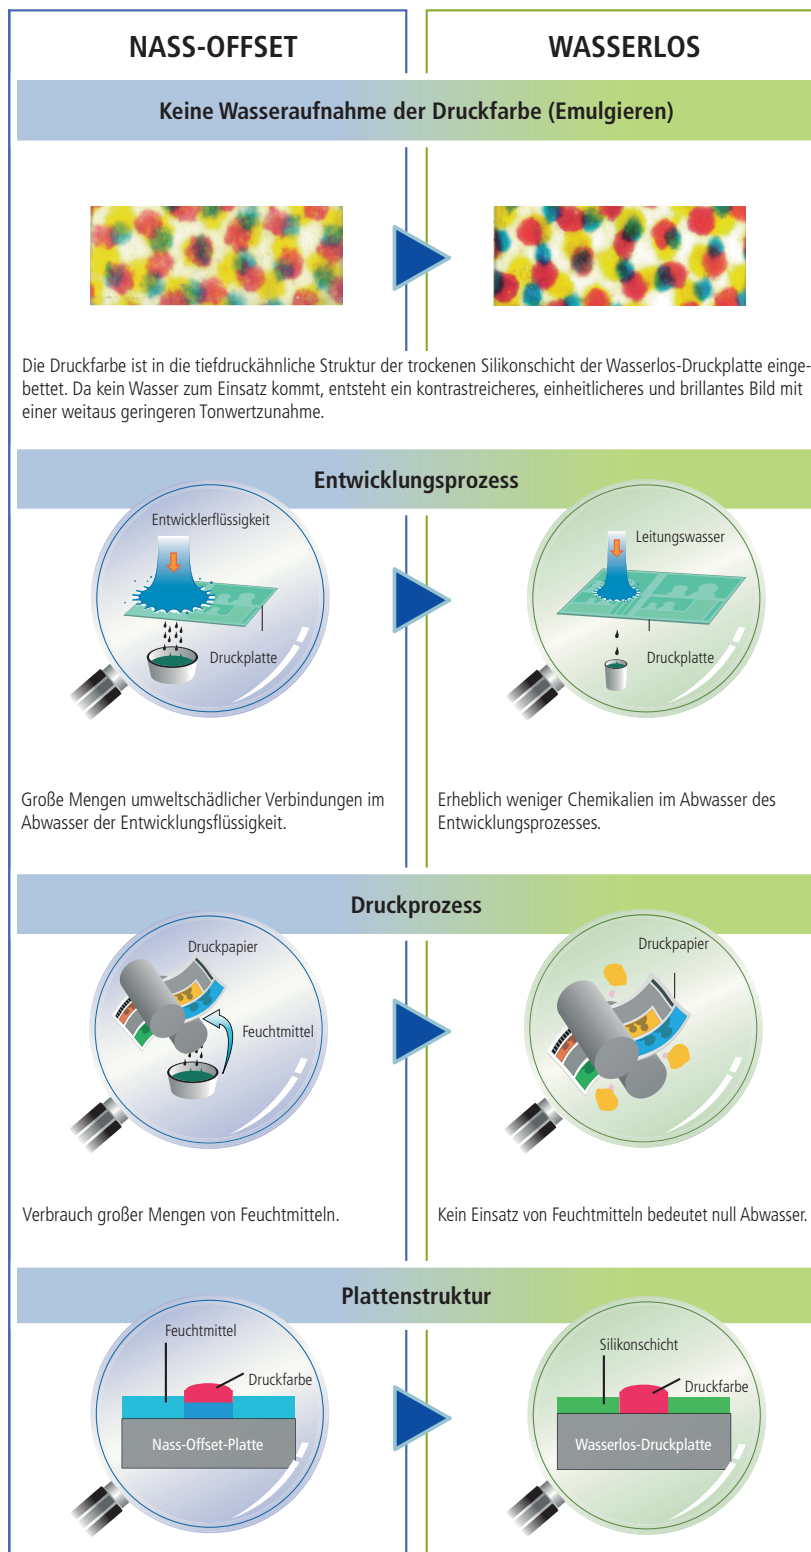 NASS-OFFSET
WASSERLOS
Keine Wasseraufnahme der Druckfarbe (Emulgieren)
Die Druckfarbe ist in die tiefdruckähnliche Struktur der trockenen Silikonschicht der Wasserlos-Druckplatte einge-
bettet. Da kein Wasser zum Einsatz kommt, entsteht ein kontrastreicheres, einheitlicheres und brillantes Bild mit
einer weitaus geringeren Tonwertzunahme.
Entwicklungsprozess
Entwicklerflüssigkeit
Druckplatte
Leitungswasser
Druckplatte
Große Mengen umweltschädlicher Verbindungen im
Abwasser der Entwicklungsflüssigkeit.
Erheblich weniger Chemikalien im Abwasser des
Entwicklungsprozesses.
Druckprozess
Druckpapier
Feuchtmittel
Druckpapier
Verbrauch großer Mengen von Feuchtmitteln.
Kein Einsatz von Feuchtmitteln bedeutet null Abwasser.
Plattenstruktur
Feuchtmittel
Druckfarbe
Nass-Offset-Platte
Silikonschicht
Druckfarbe
Wasserlos-Druckplatte